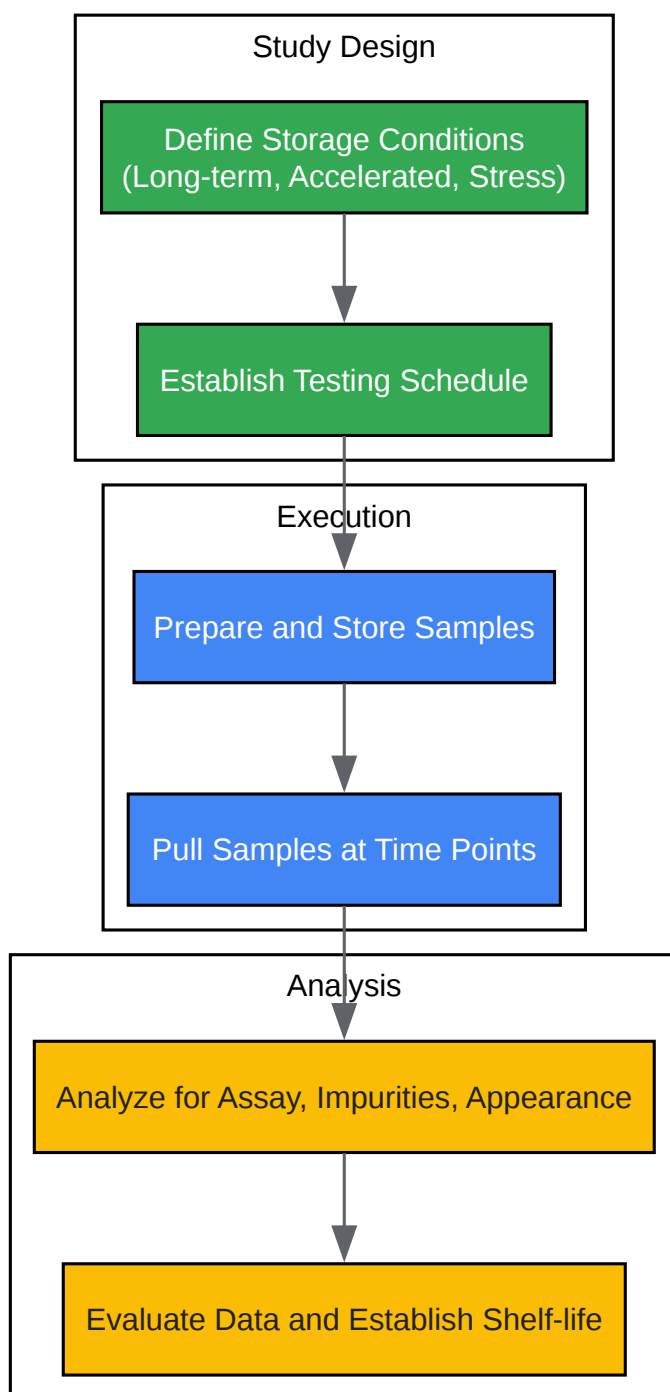 Study Design
Define Storage Conditions
(Long-term, Accelerated, Stress)
Establish Testing Schedule
Execution
Prepare and Store Samples
Pull Samples at Time Points
Analysis
Analyze for Assay, Impurities, Appearance
Evaluate Data and Establish Shelf-life